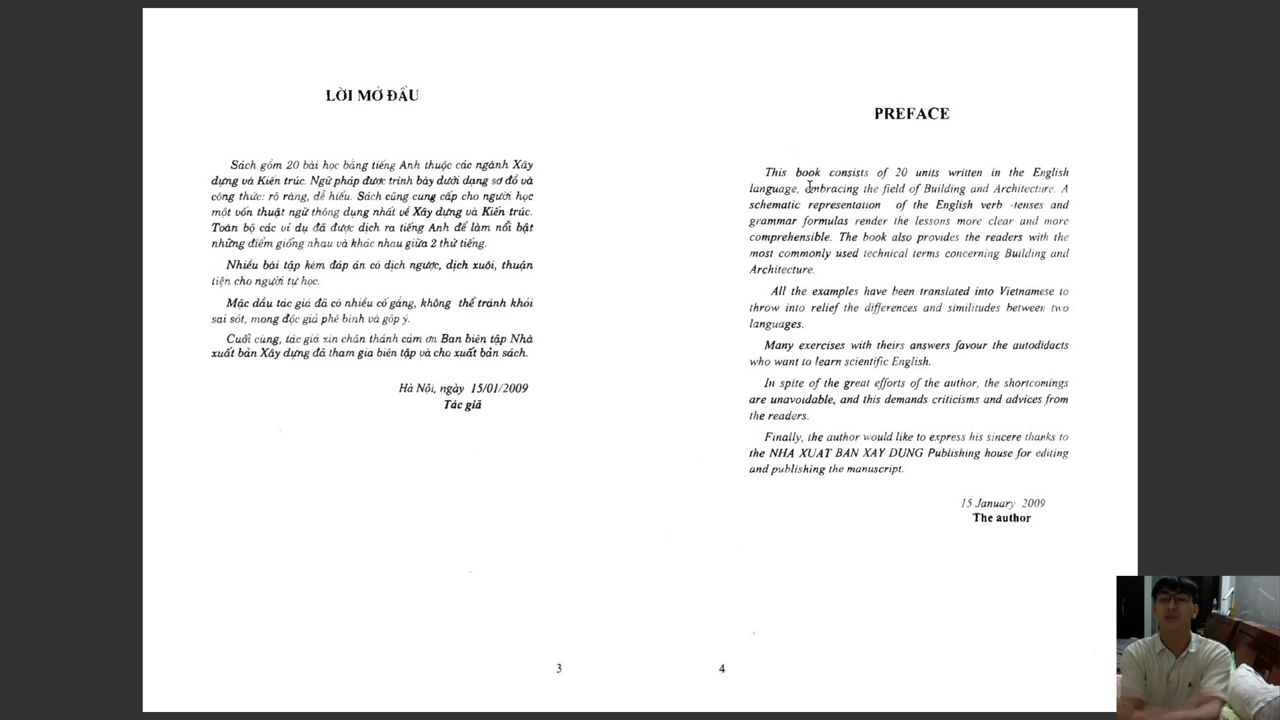 LỜI MỞ ĐẦU
Sách gồm 20 bài học bằng tiếng Anh thuộc các ngành Xây
dựng và Kiến trúc. Ngữ pháp được trình bày dưới dạng sơ đồ và
công thức: rõ ràng, dễ hiểu. Sách cũng cung cấp cho người học
một vốn thuật ngữ thông dụng nhất về Xây dựng và Kiến trúc.
Toàn bộ các ví dụ đã được dịch ra tiếng Anh để làm nổi bật
những điểm giống nhau và khác nhau giữa 2 thứ tiếng.
Nhiều bài tập kèm đáp án có dịch ngược, dịch xuôi, thuận
tiện cho người tự học.
Mặc dầu tác giả đã có nhiều cố gắng, không thể tránh khỏi
sai sót, mong độc giả phê bình và góp ý.
Cuối cùng, tác giả xin chân thành cảm ơn Ban biên tập Nhà
xuất bản Xây dựng đã tham gia biên tập và cho xuất bản sách.
Hà Nội, ngày 15/01/2009
Tác giả
3
PREFACE
This book consists of 20 units written in the English
language, embracing the field of Building and Architecture. A
schematic representation of the English verb -tenses and
grammar formulas render the lessons more clear and more
comprehensible. The book also provides the readers with the
most commonly used technical terms concerning Building and
Architecture.
All the examples have been translated into Vietnamese to
throw into relief the differences and similitudes between two
languages.
Many exercises with theirs answers favour the autodidacts
who want to learn scientific English.
In spite of the great efforts of the author, the shortcomings
are unavoidable, and this demands criticisms and advices from
the readers.
Finally, the author would like to express his sincere thanks to
the NHA XUAT BAN XAY DUNG Publishing house for editing
and publishing the manuscript.
15 January 2009
The author
4